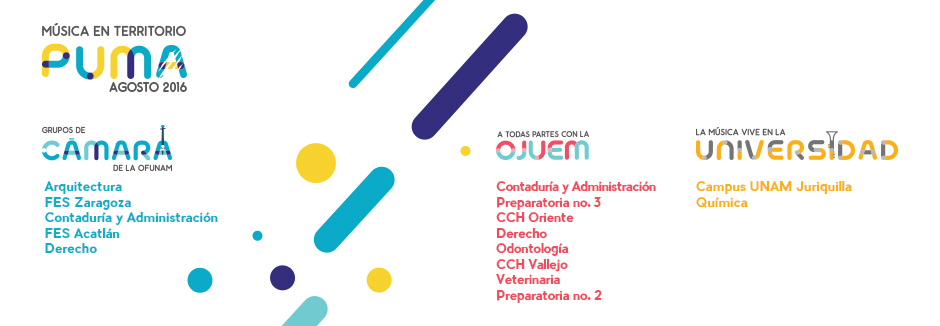 MÚSICA EN TERRITORIO
PUMA
AGOSTO 2016
GRUPOS DE
CÁMARA
DE LA OFUNAM
Arquitectura
FES Zaragoza
Contaduría y Administración
FES Acatlán
Derecho
A TODAS PARTES CON LA
OJUEM
Contaduría y Administración
Preparatoria no. 3
CCH Oriente
Derecho
Odontología
CCH Vallejo
Veterinaria
Preparatoria no. 2
LA MÚSICA VIVE EN LA
UNIVERSIDAD
Campus UNAM Juriquilla
Química